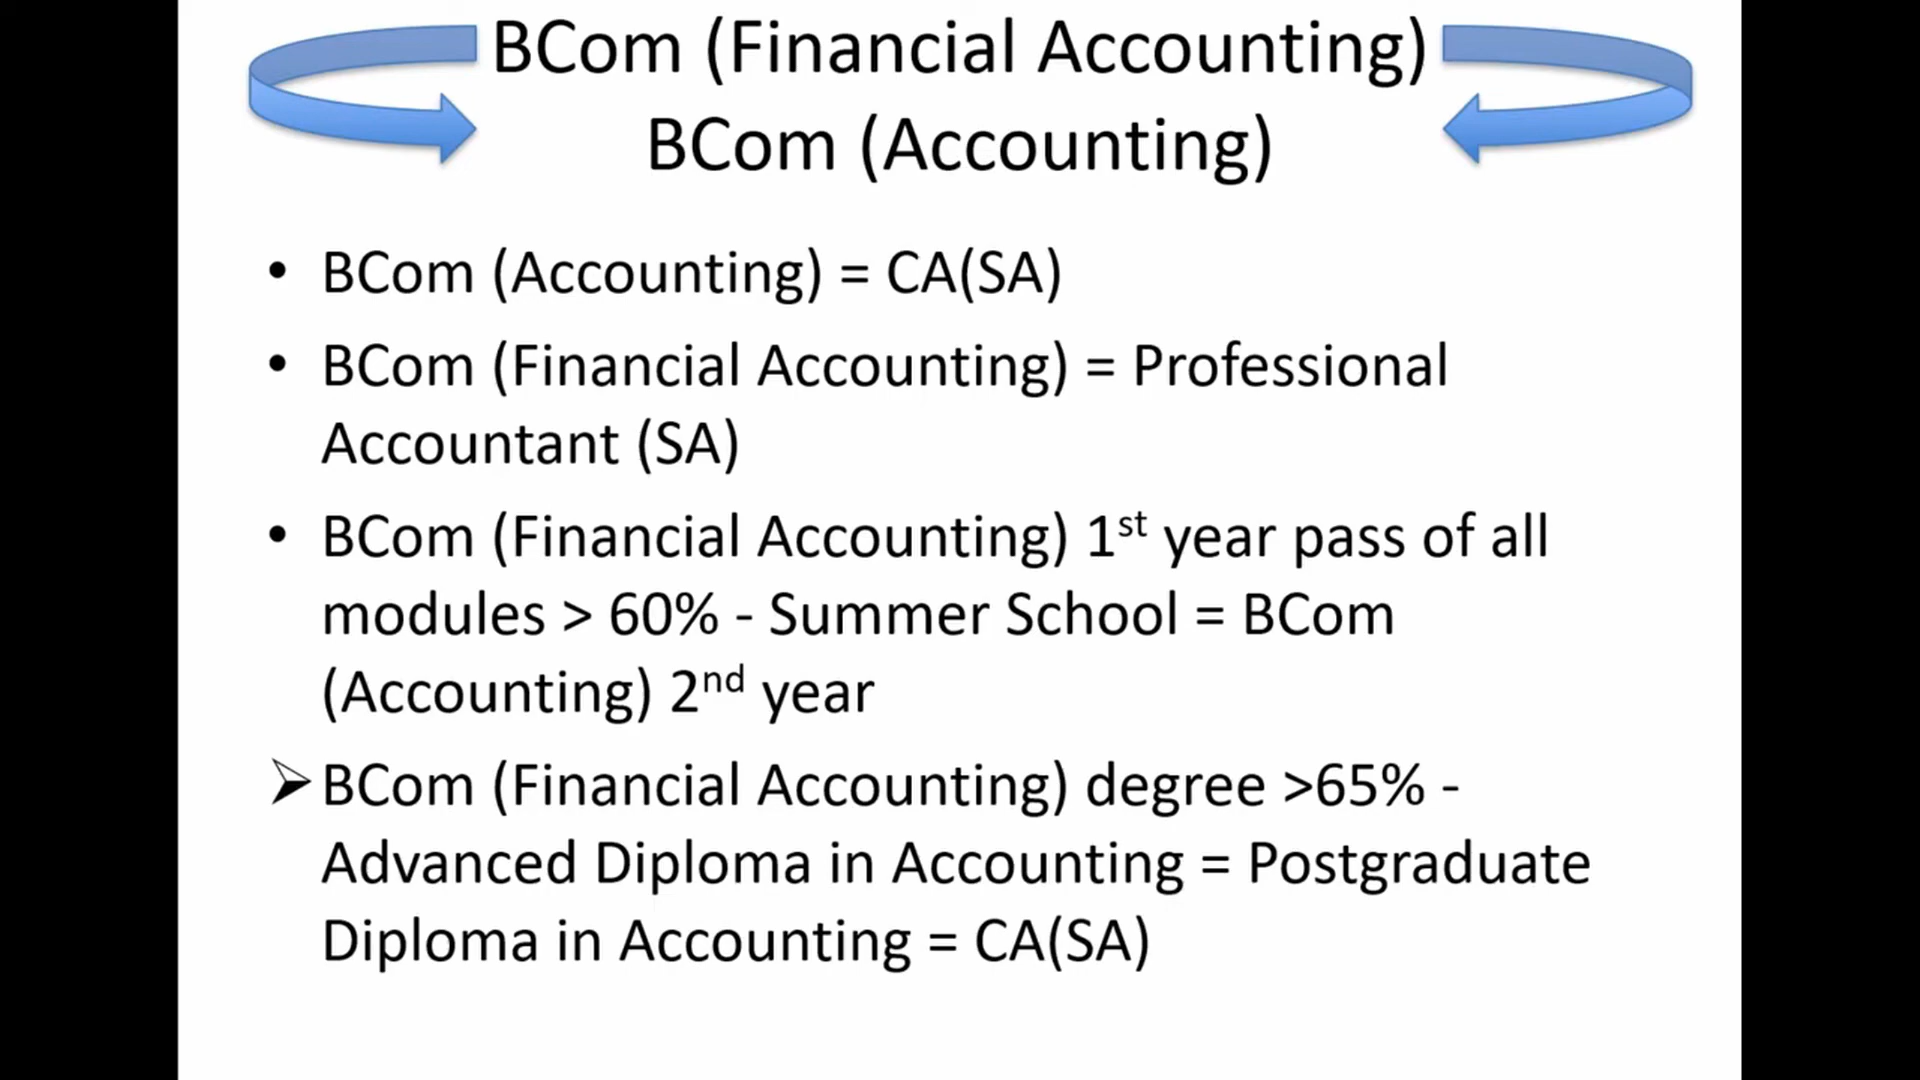 BCom (Financial Accounting)
BCom (Accounting)
• BCom (Accounting) = CA(SA)
• BCom (Financial Accounting) = Professional
Accountant (SA)
• BCom (Financial Accounting) 1st year pass of all
modules > 60% - Summer School = BCom
(Accounting) 2nd year
➢ BCom (Financial Accounting) degree >65% -
Advanced Diploma in Accounting = Postgraduate
Diploma in Accounting = CA(SA)